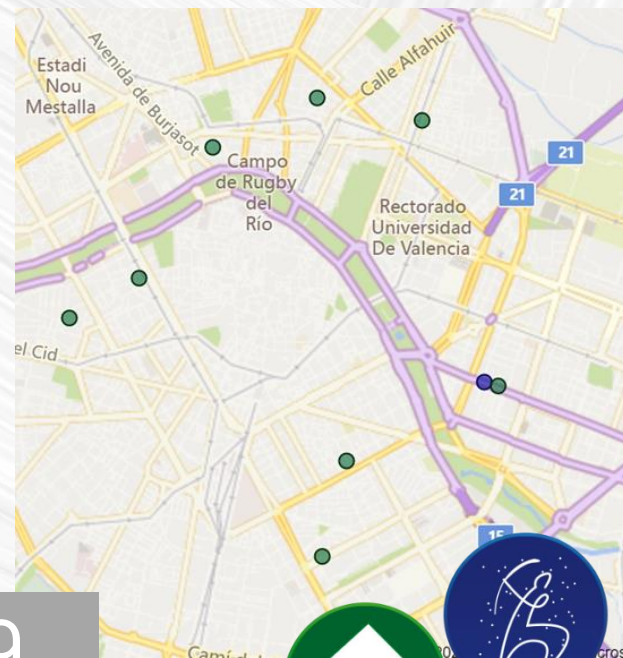 Calle Alfahuir
Avenida de Burjasot
Estadi
Nou
Mestalla
21
Campo
de Rugby
del
Río
21
Rectorado
Universidad
De Valencia
el Cid
15
9